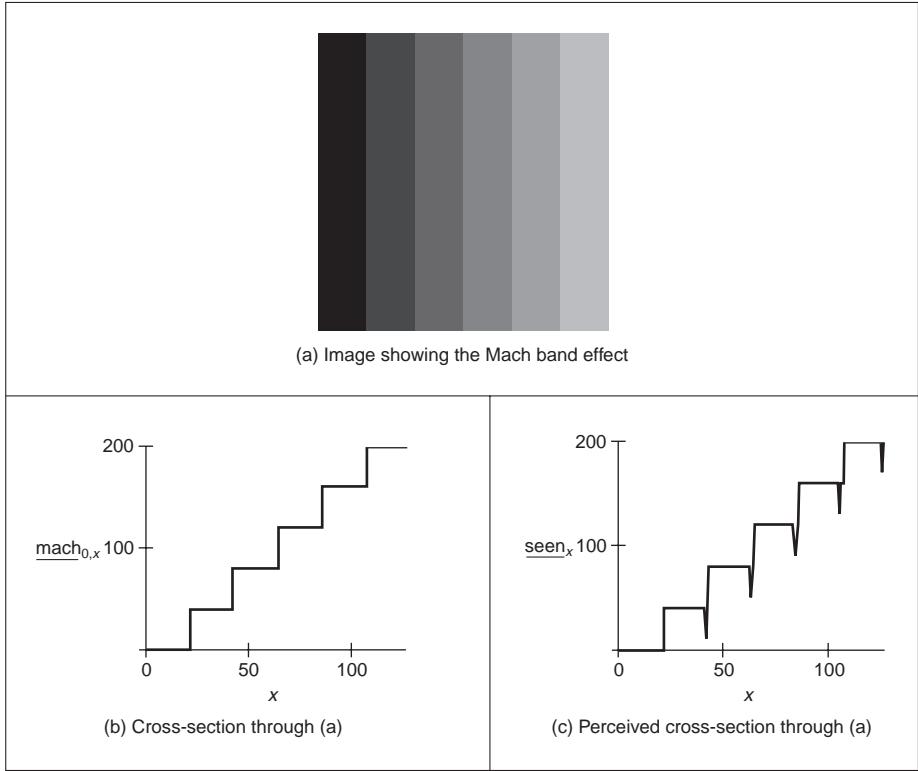 (a) Image showing the Mach band effect
200
mach0,x 100
0 50 100
x
(b) Cross-section through (a)
200
seenx 100
0 50 100
x
(c) Perceived cross-section through (a)